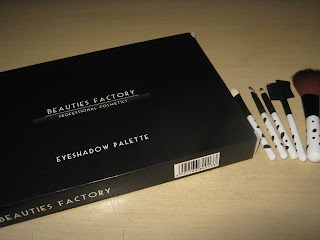 BEAUTIES FACTORY
PROFESSIONAL COSMETICS
EYESHADOW PALETTE
BEAUTIES FACTORY